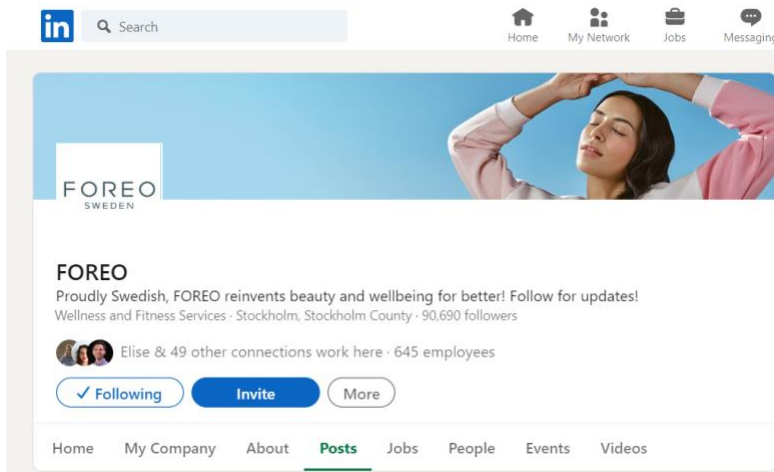 in
Search
Home
My Network
Jobs
Messaging
FOREO
SWEDEN
FOREO
Proudly Swedish, FOREO reinvents beauty and wellbeing for better! Follow for updates!
Wellness and Fitness Services · Stockholm, Stockholm County · 90,690 followers
Elise & 49 other connections work here · 645 employees
Following
Invite
More
Home
My Company
About
Posts
Jobs
People
Events
Videos